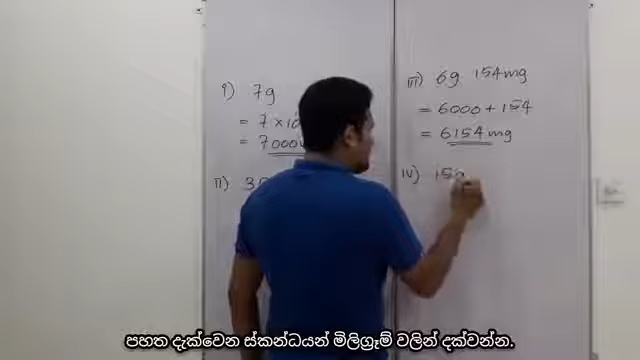 I) 7g
= 7 × 10
= 7000
II) 3
III) 6g 154mg
= 6000 + 154
= 6154 mg
IV) 15g
පහත දැක්වෙන ස්කන්ධයන් මිලිග්‍රෑම් වලින් දක්වන්න.